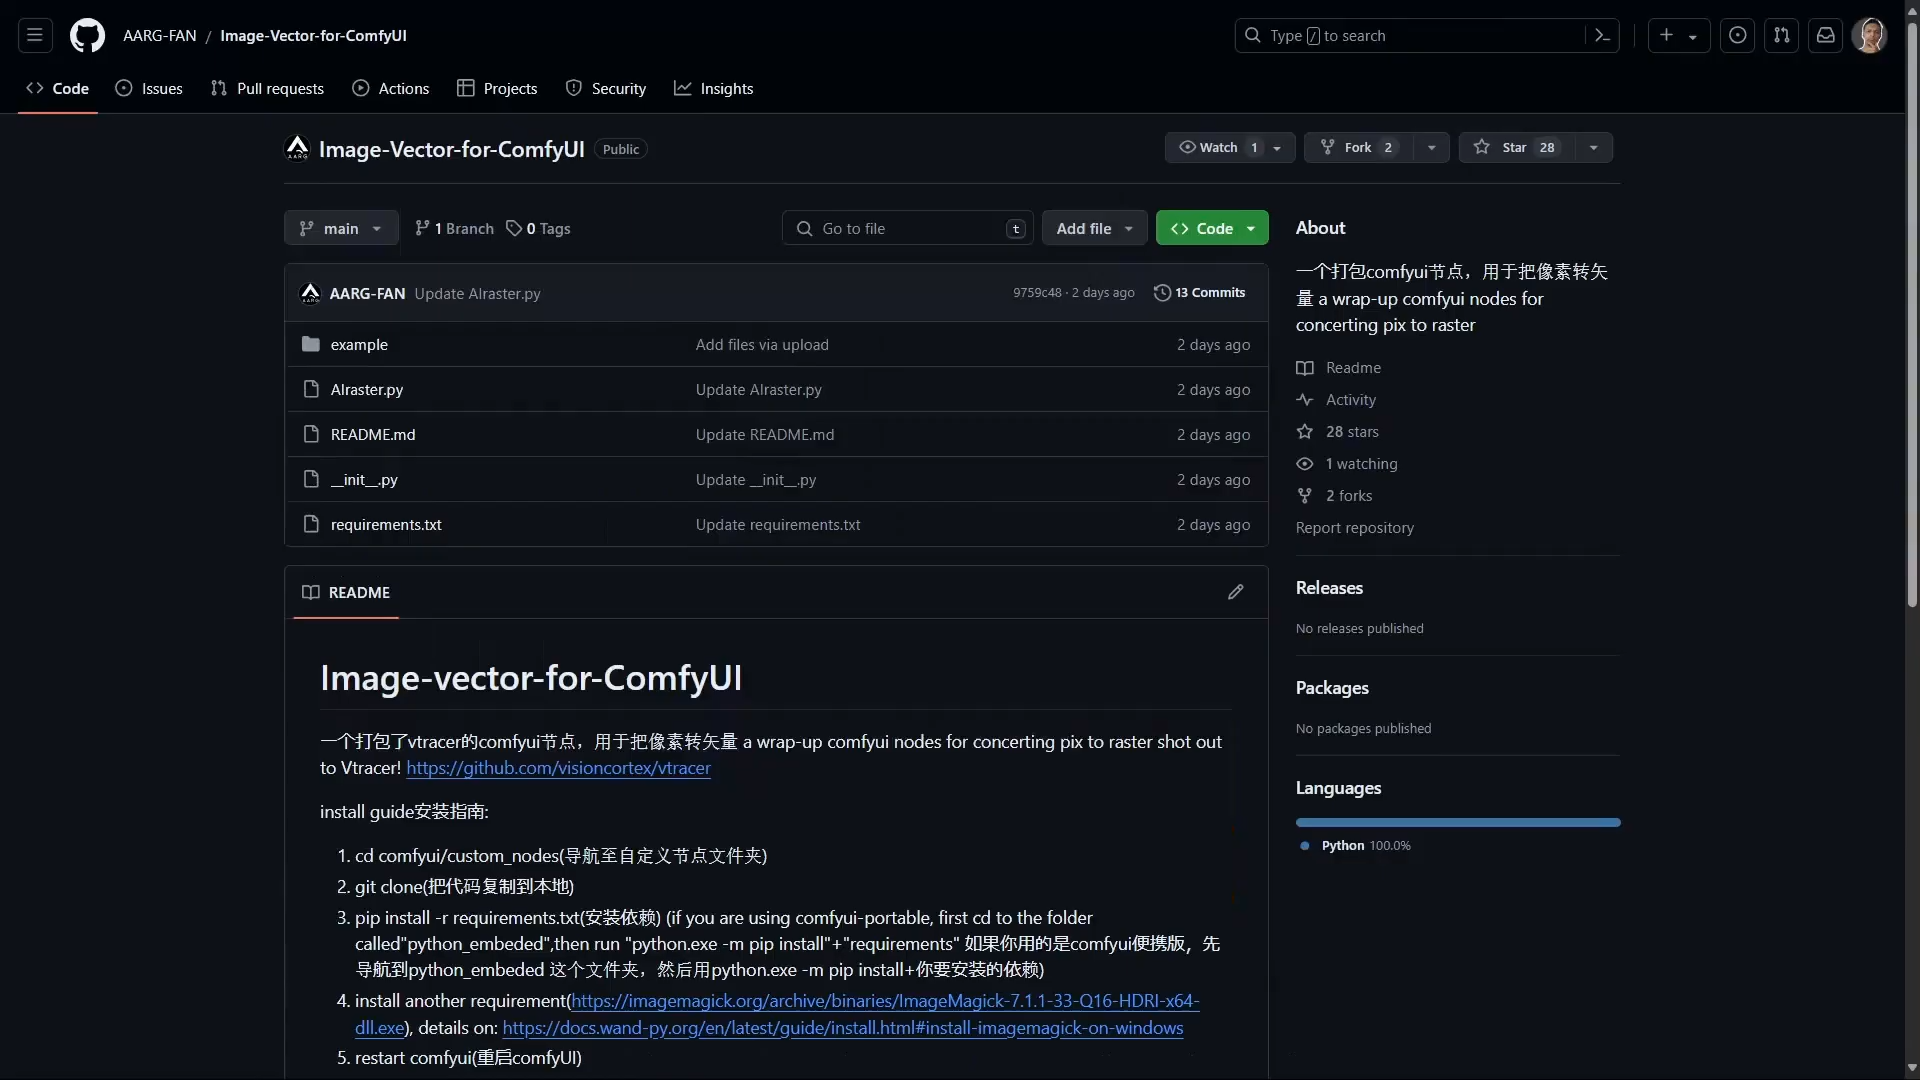 AARG-FAN / Image-Vector-for-ComfyUI
Type / to search
Code
Issues
Pull requests
Actions
Projects
Security
Insights
Image-Vector-for-ComfyUI Public
Watch 1
Fork 2
Star 28
main
1 Branch
0 Tags
Go to file
t
Add file
Code
AARG-FAN Update AIraster.py 9759c48 · 2 days ago 13 Commits
example Add files via upload 2 days ago
AIraster.py Update AIraster.py 2 days ago
README.md Update README.md 2 days ago
__init__.py Update __init__.py 2 days ago
requirements.txt Update requirements.txt 2 days ago
README
Image-vector-for-ComfyUI
一个打包了vtracer的comfyui节点，用于把像素转矢量 a wrap-up comfyui nodes for concerting pix to raster shot out
to Vtracer! https://github.com/visioncortex/vtracer
install guide安装指南:
1. cd comfyui/custom_nodes(导航至自定义节点文件夹)
2. git clone(把代码复制到本地)
3. pip install -r requirements.txt(安装依赖) (if you are using comfyui-portable, first cd to the folder
called"python_embeded",then run "python.exe -m pip install"+"requirements" 如果你用的是comfyui便携版，先
导航到python_embeded 这个文件夹，然后用python.exe -m pip install+你要安装的依赖)
4. install another requirement(https://imagemagick.org/archive/binaries/ImageMagick-7.1.1-33-Q16-HDRI-x64-
dll.exe), details on: https://docs.wand-py.org/en/latest/guide/install.html#install-imagemagick-on-windows
5. restart comfyui(重启comfyUI)
About
一个打包comfyui节点，用于把像素转矢
量 a wrap-up comfyui nodes for
concerting pix to raster
Readme
Activity
28 stars
1 watching
2 forks
Report repository
Releases
No releases published
Packages
No packages published
Languages
Python 100.0%